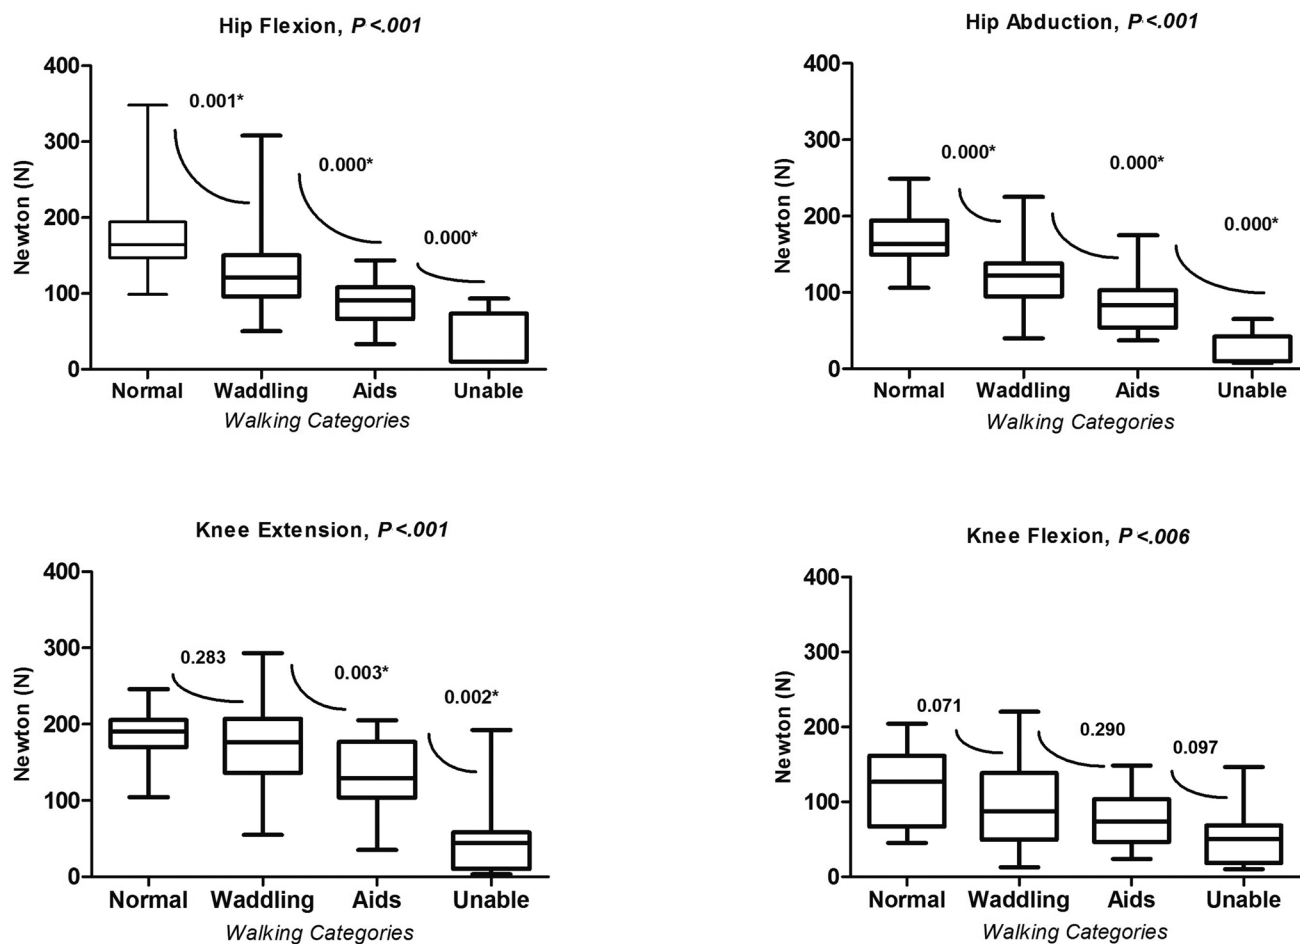 Hip Flexion, P<.001
400
300
200
100
0
Newton (N)
0.001*
0.000*
0.000*
Normal Waddling Aids Unable
Walking Categories
Hip Abduction, P<.001
400
300
200
100
0
Newton (N)
0.000*
0.000*
0.000*
Normal Waddling Aids Unable
Walking Categories
Knee Extension, P<.001
400
300
200
100
0
Newton (N)
0.283
0.003*
0.002*
Normal Waddling Aids Unable
Walking Categories
Knee Flexion, P<.006
400
300
200
100
0
Newton (N)
0.071
0.290
0.097
Normal Waddling Aids Unable
Walking Categories